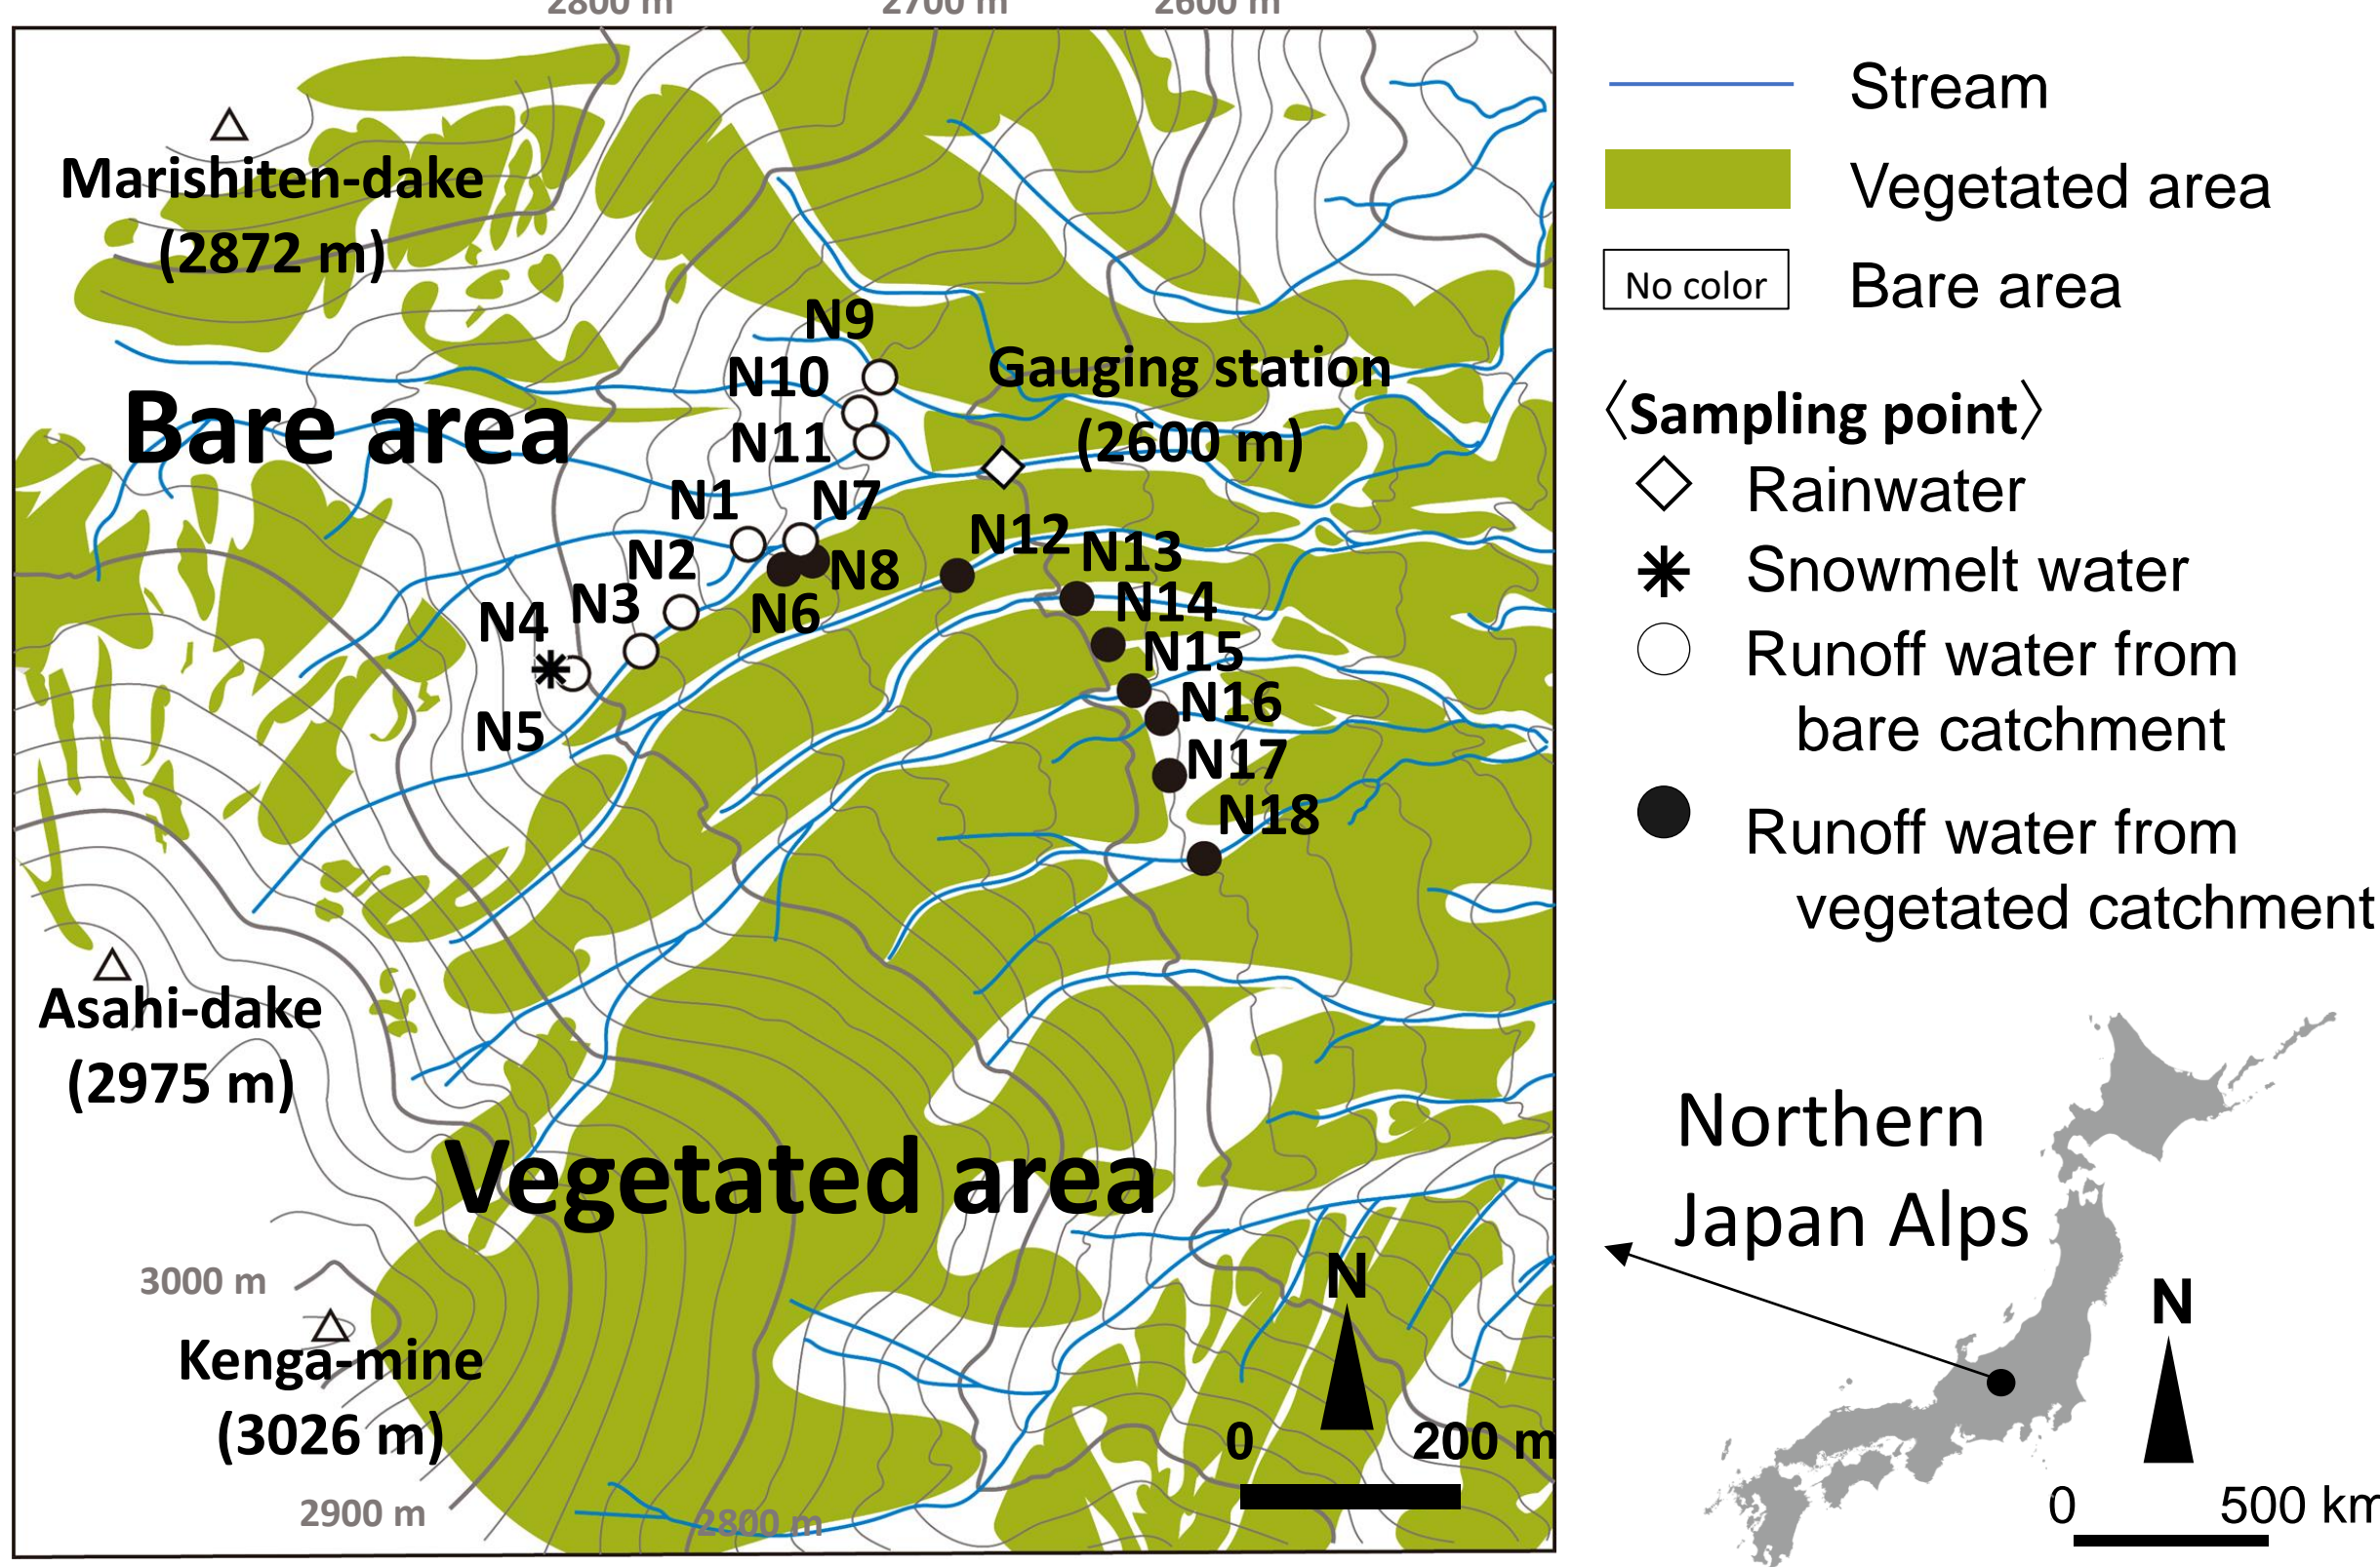 2800 m
2700 m
2600 m
Marishiten-dake
(2872 m)
N9
N10
Gauging station
(2600 m)
Bare area
N11
N1
N7
N12
N13
N2
N8
N3
N14
N4
N6
N15
N16
N5
N17
N18
Asahi-dake
(2975 m)
Vegetated area
3000 m
Kenga-mine
(3026 m)
2900 m
2800 m
N
0
200 m
Stream
Vegetated area
No color
Bare area
〈Sampling point〉
Rainwater
Snowmelt water
Runoff water from
bare catchment
Runoff water from
vegetated catchment
Northern
Japan Alps
N
0
500 km